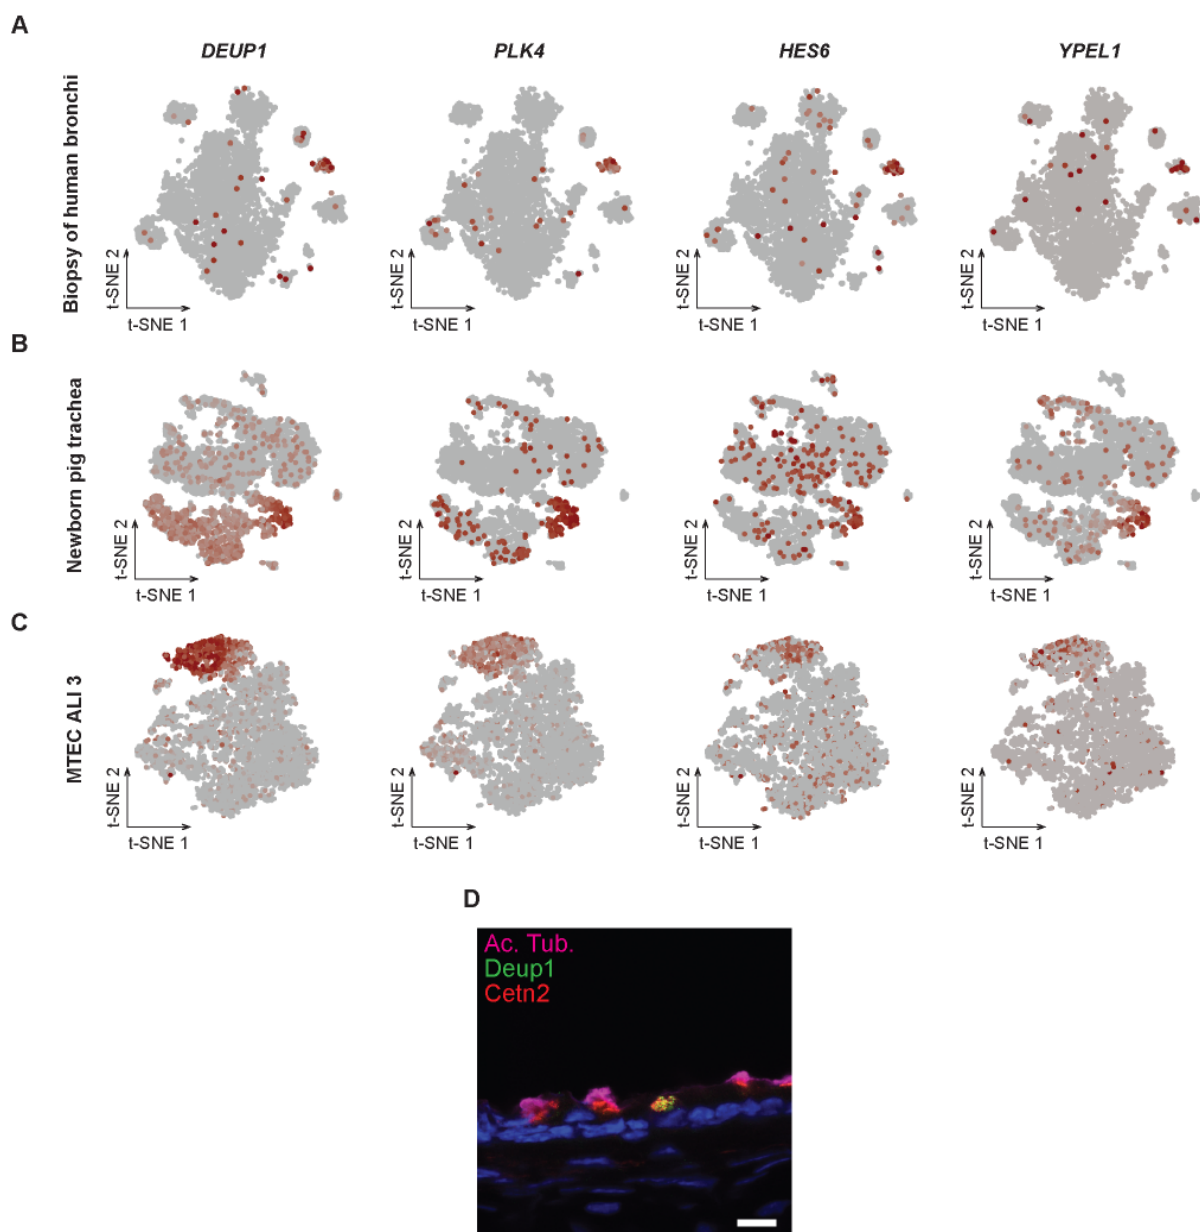 A
DEUP1
PLK4
HES6
YPEL1
Biopsy of human bronchi
t-SNE 2
t-SNE 1
t-SNE 2
t-SNE 1
t-SNE 2
t-SNE 1
t-SNE 2
t-SNE 1
B
Newborn pig trachea
t-SNE 2
t-SNE 1
t-SNE 2
t-SNE 1
t-SNE 2
t-SNE 1
t-SNE 2
t-SNE 1
C
MTEC ALI 3
t-SNE 2
t-SNE 1
t-SNE 2
t-SNE 1
t-SNE 2
t-SNE 1
t-SNE 2
t-SNE 1
D
Ac. Tub.
Deup1
Cetn2